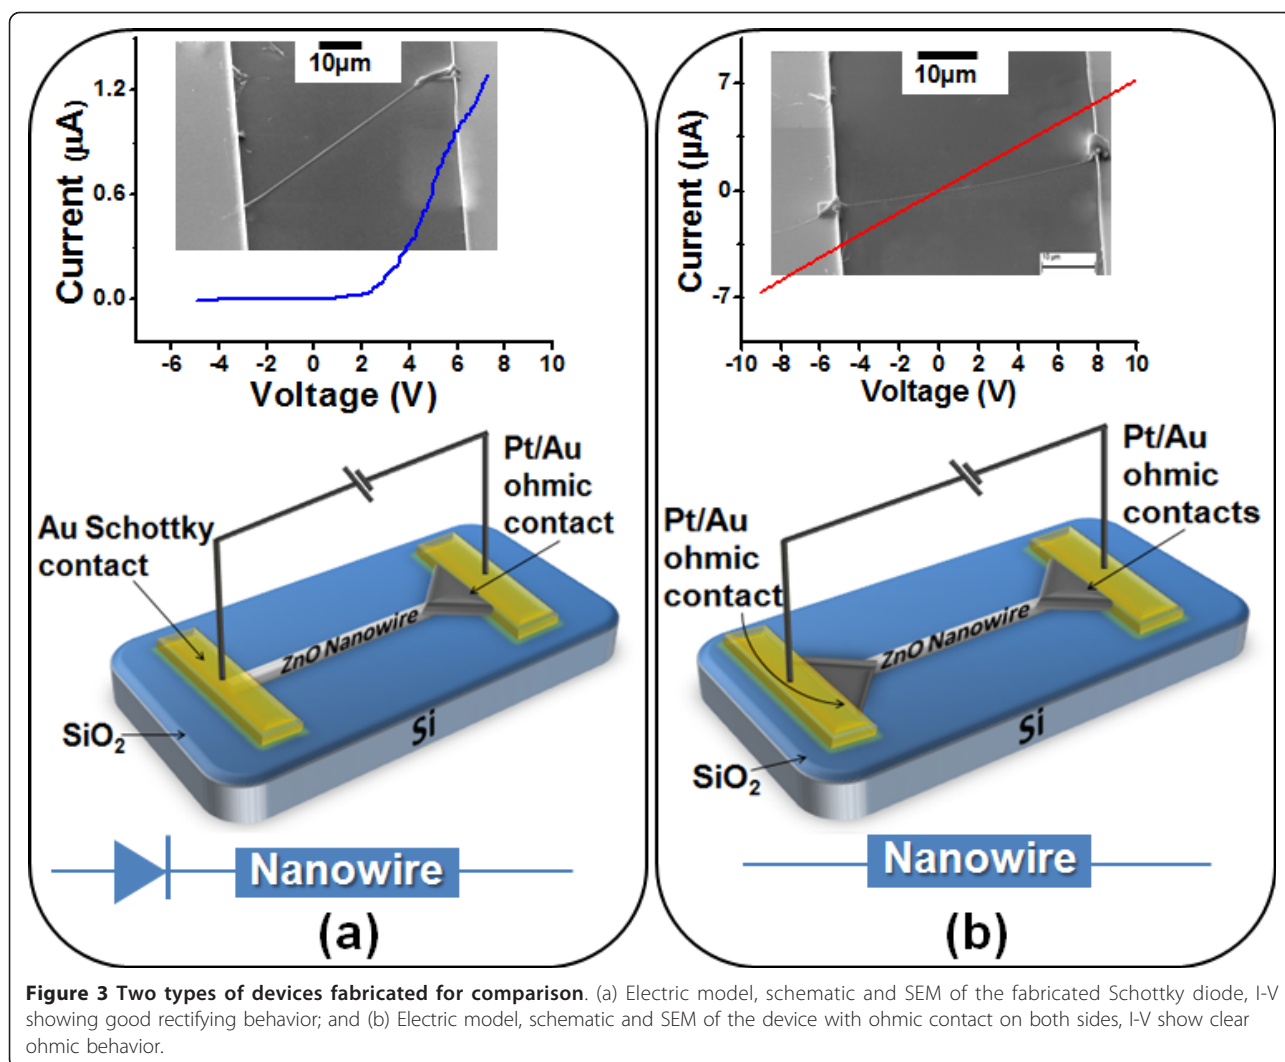 10µm
1.2
0.6
0.0
Current (µA)
-6 -4 -2 0 2 4 6 8 10
Voltage (V)
Pt/Au
ohmic
contact
Au Schottky
contact
ZnO Nanowire
SiO2
Si
Nanowire
(a)
10µm
10 µm
7
0
-7
Current (µA)
-10 -8 -6 -4 -2 0 2 4 6 8 10
Voltage (V)
Pt/Au
ohmic
contacts
Pt/Au
ohmic
contact
ZnO Nanowire
SiO2
Si
Nanowire
(b)
Figure 3 Two types of devices fabricated for comparison. (a) Electric model, schematic and SEM of the fabricated Schottky diode, I-V
showing good rectifying behavior; and (b) Electric model, schematic and SEM of the device with ohmic contact on both sides, I-V show clear
ohmic behavior.